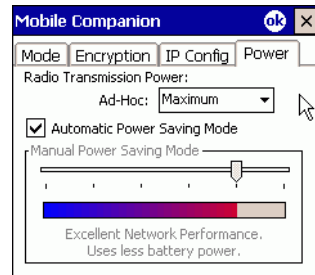 Mobile Companion ok
Mode Encryption IP Config Power
Radio Transmission Power:
Ad-Hoc: Maximum
Automatic Power Saving Mode
Manual Power Saving Mode
Excellent Network Performance.
Uses less battery power.